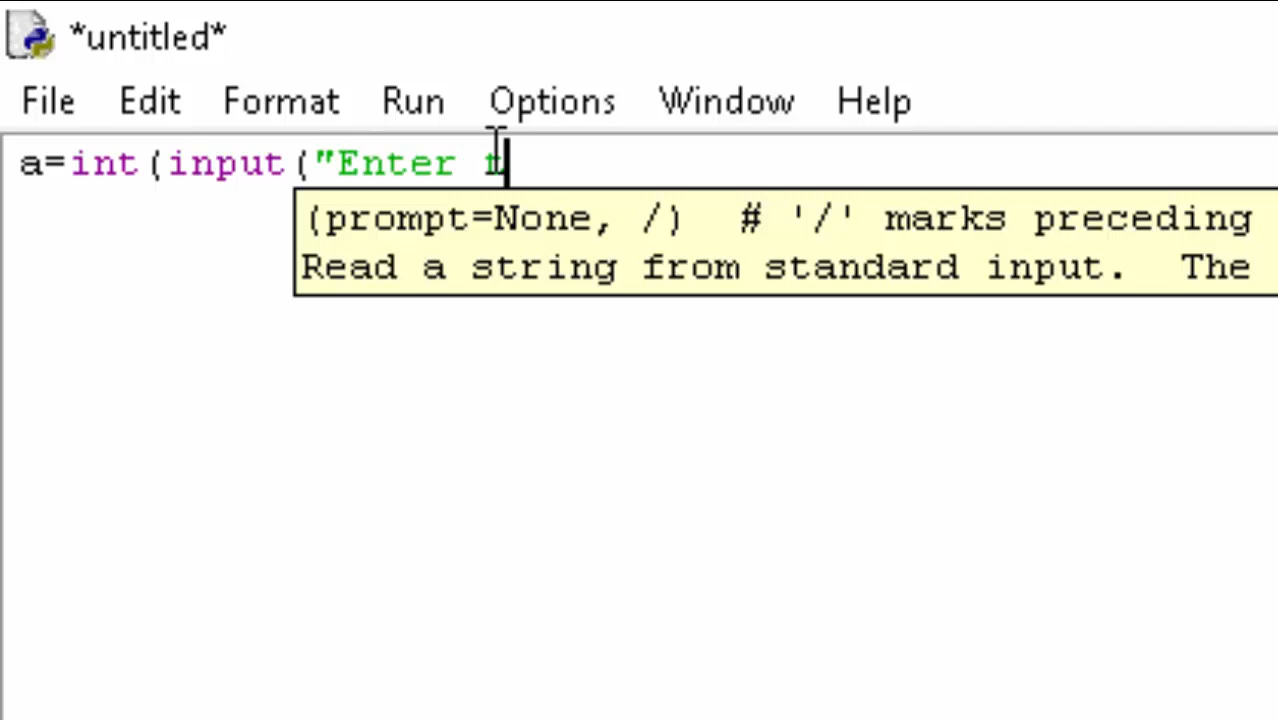 *untitled*
File Edit Format Run Options Window Help
a=int(input("Enter t
(prompt=None, /) # '/' marks preceding
Read a string from standard input. The